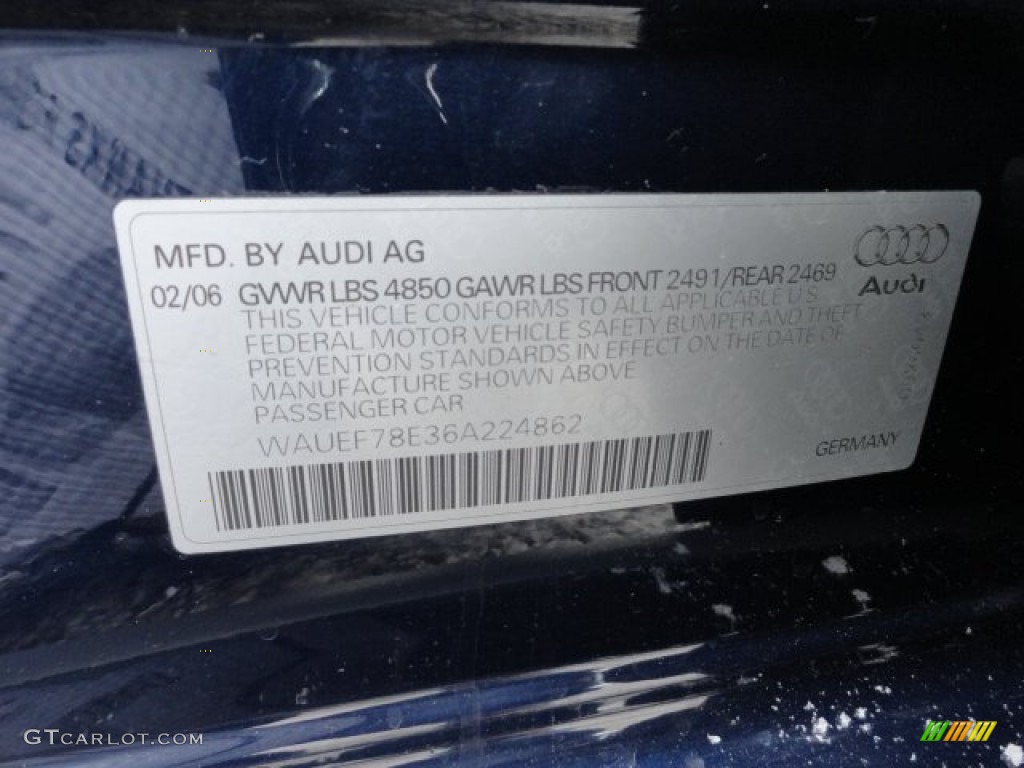 MFD. BY AUDI AG
02/06 GVWR LBS 4850 GAWR LBS FRONT 2491/REAR 2469
Audi
THIS VEHICLE CONFORMS TO ALL APPLICABLE U.S.
FEDERAL MOTOR VEHICLE SAFETY BUMPER AND THEFT
PREVENTION STANDARDS IN EFFECT ON THE DATE OF
MANUFACTURE SHOWN ABOVE
PASSENGER CAR
WAUEF78E36A224862
GERMANY
GTCARLOT.COM